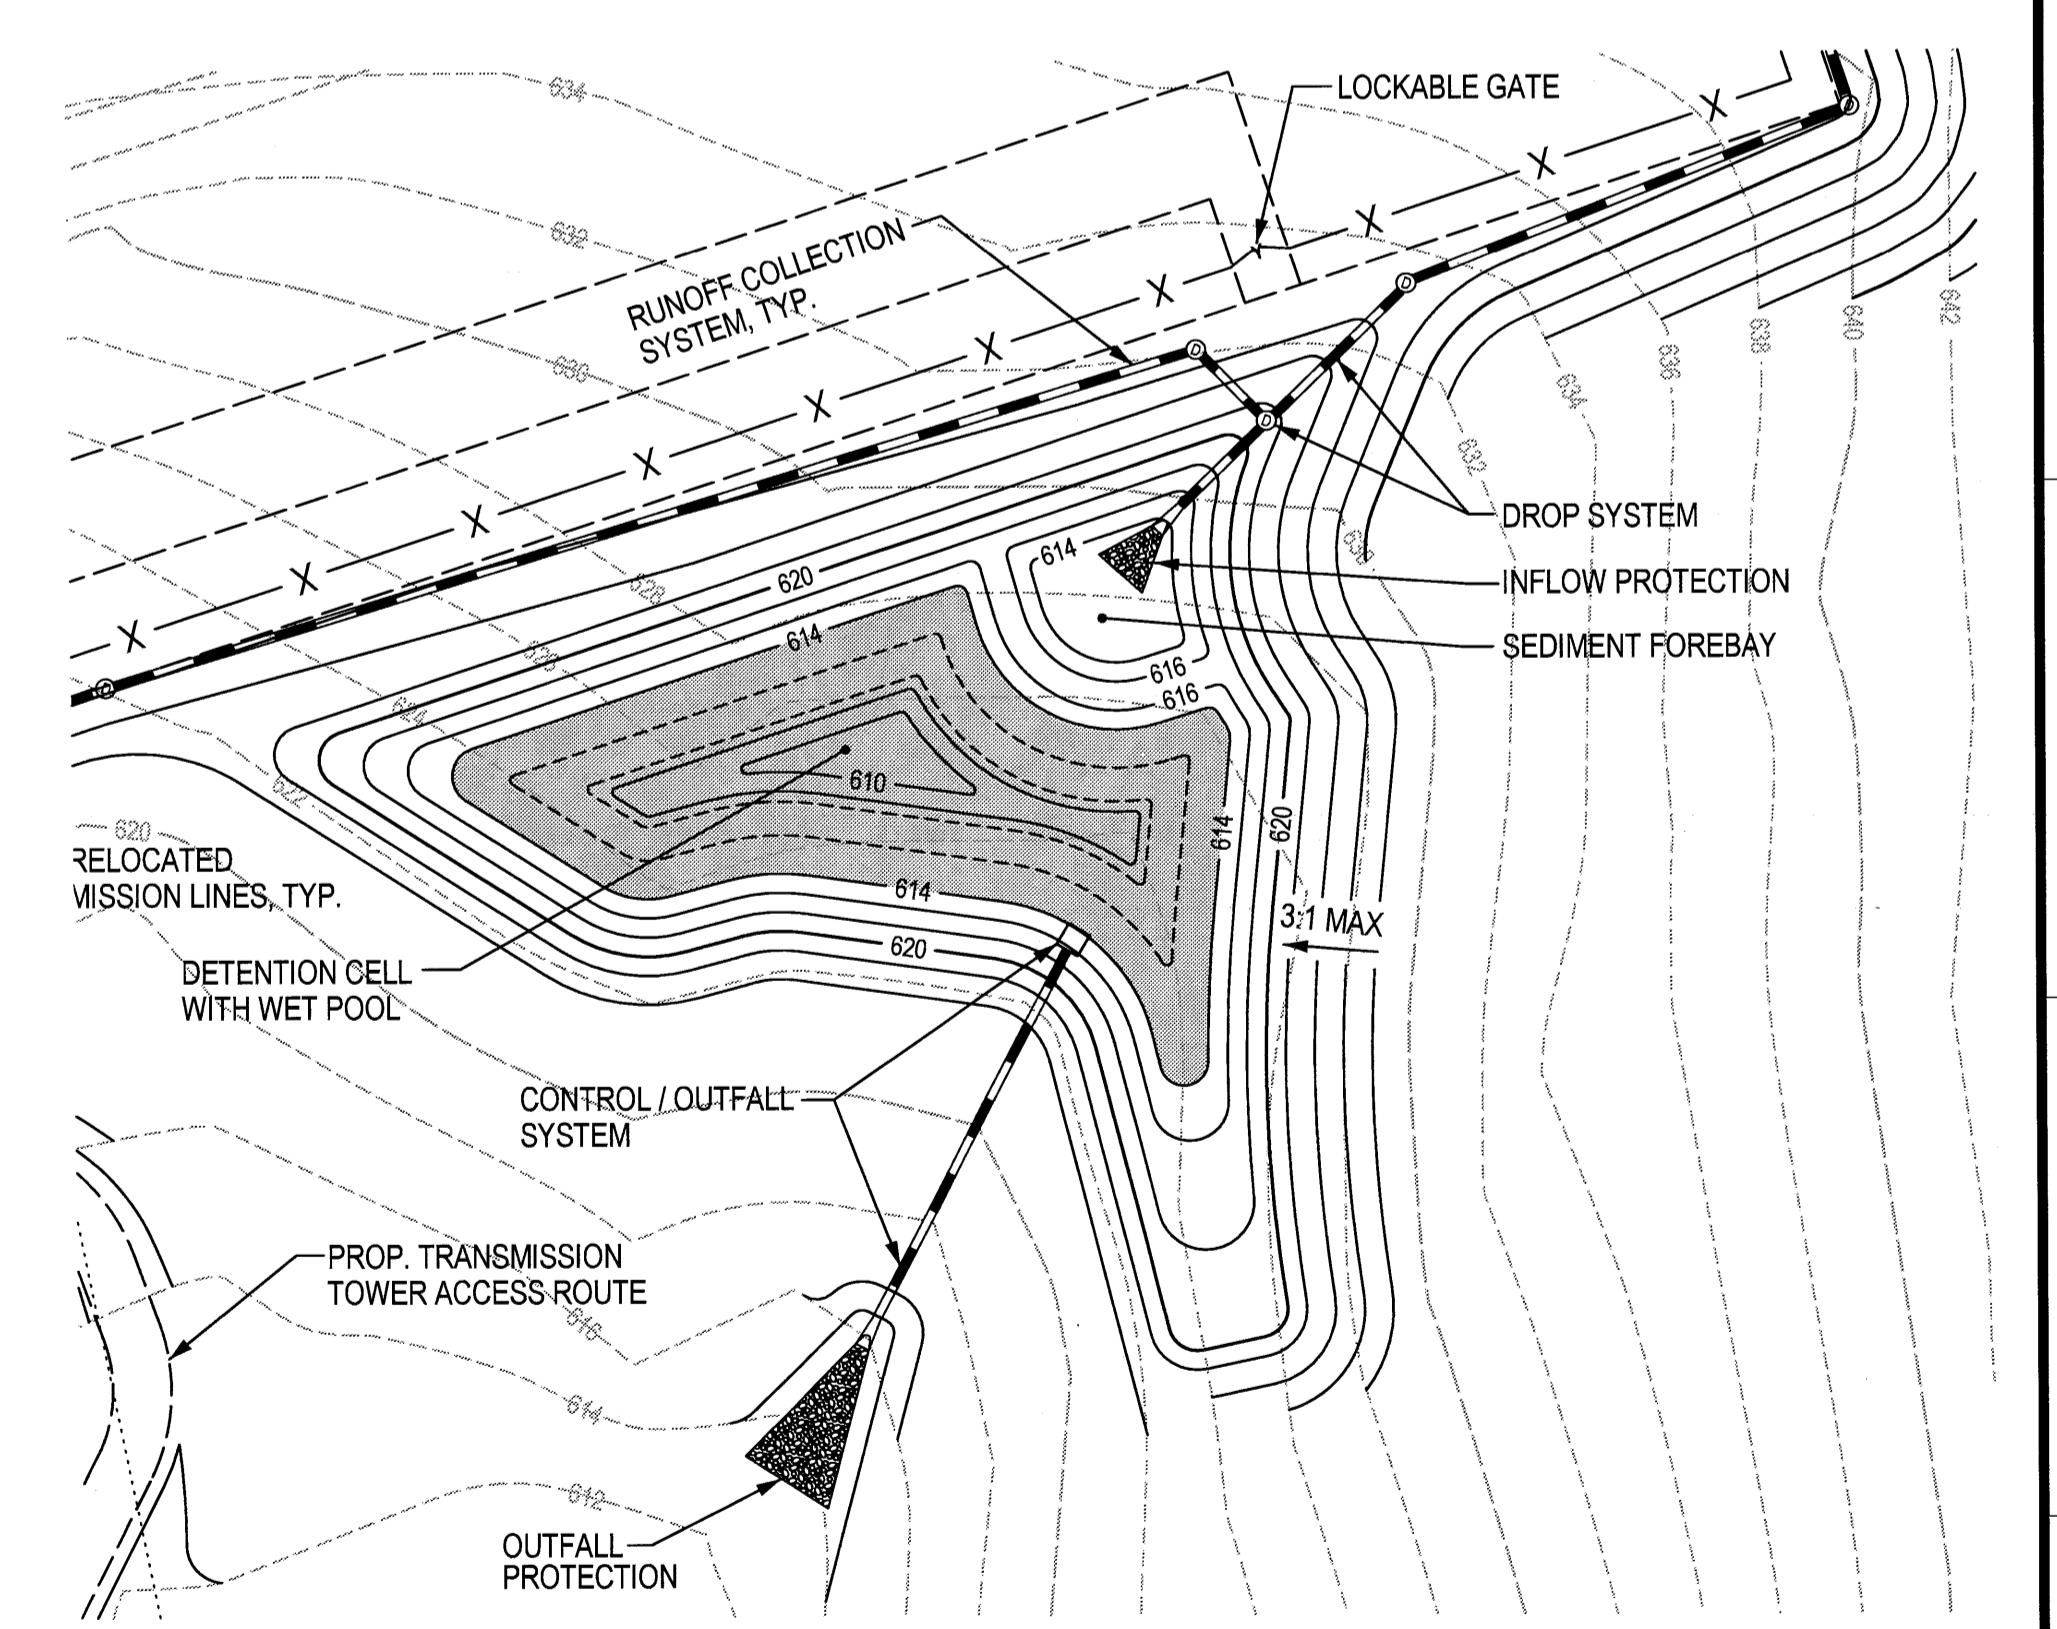 634
LOCKABLE GATE
X
X
632
RUNOFF COLLECTION
SYSTEM, TYP.
X
X
642
640
638
636
634
630
X
X
X
X
X
X
X
D
D
D
D
D
632
DROP SYSTEM
614
INFLOW PROTECTION
620
628
614
SEDIMENT FOREBAY
626
616
616
624
610
622
620
614
620
RELOCATED
MISSION LINES, TYP.
614
3:1 MAX
620
DETENTION CELL
WITH WET POOL
CONTROL / OUTFALL
SYSTEM
PROP. TRANSMISSION
TOWER ACCESS ROUTE
616
614
612
OUTFALL
PROTECTION